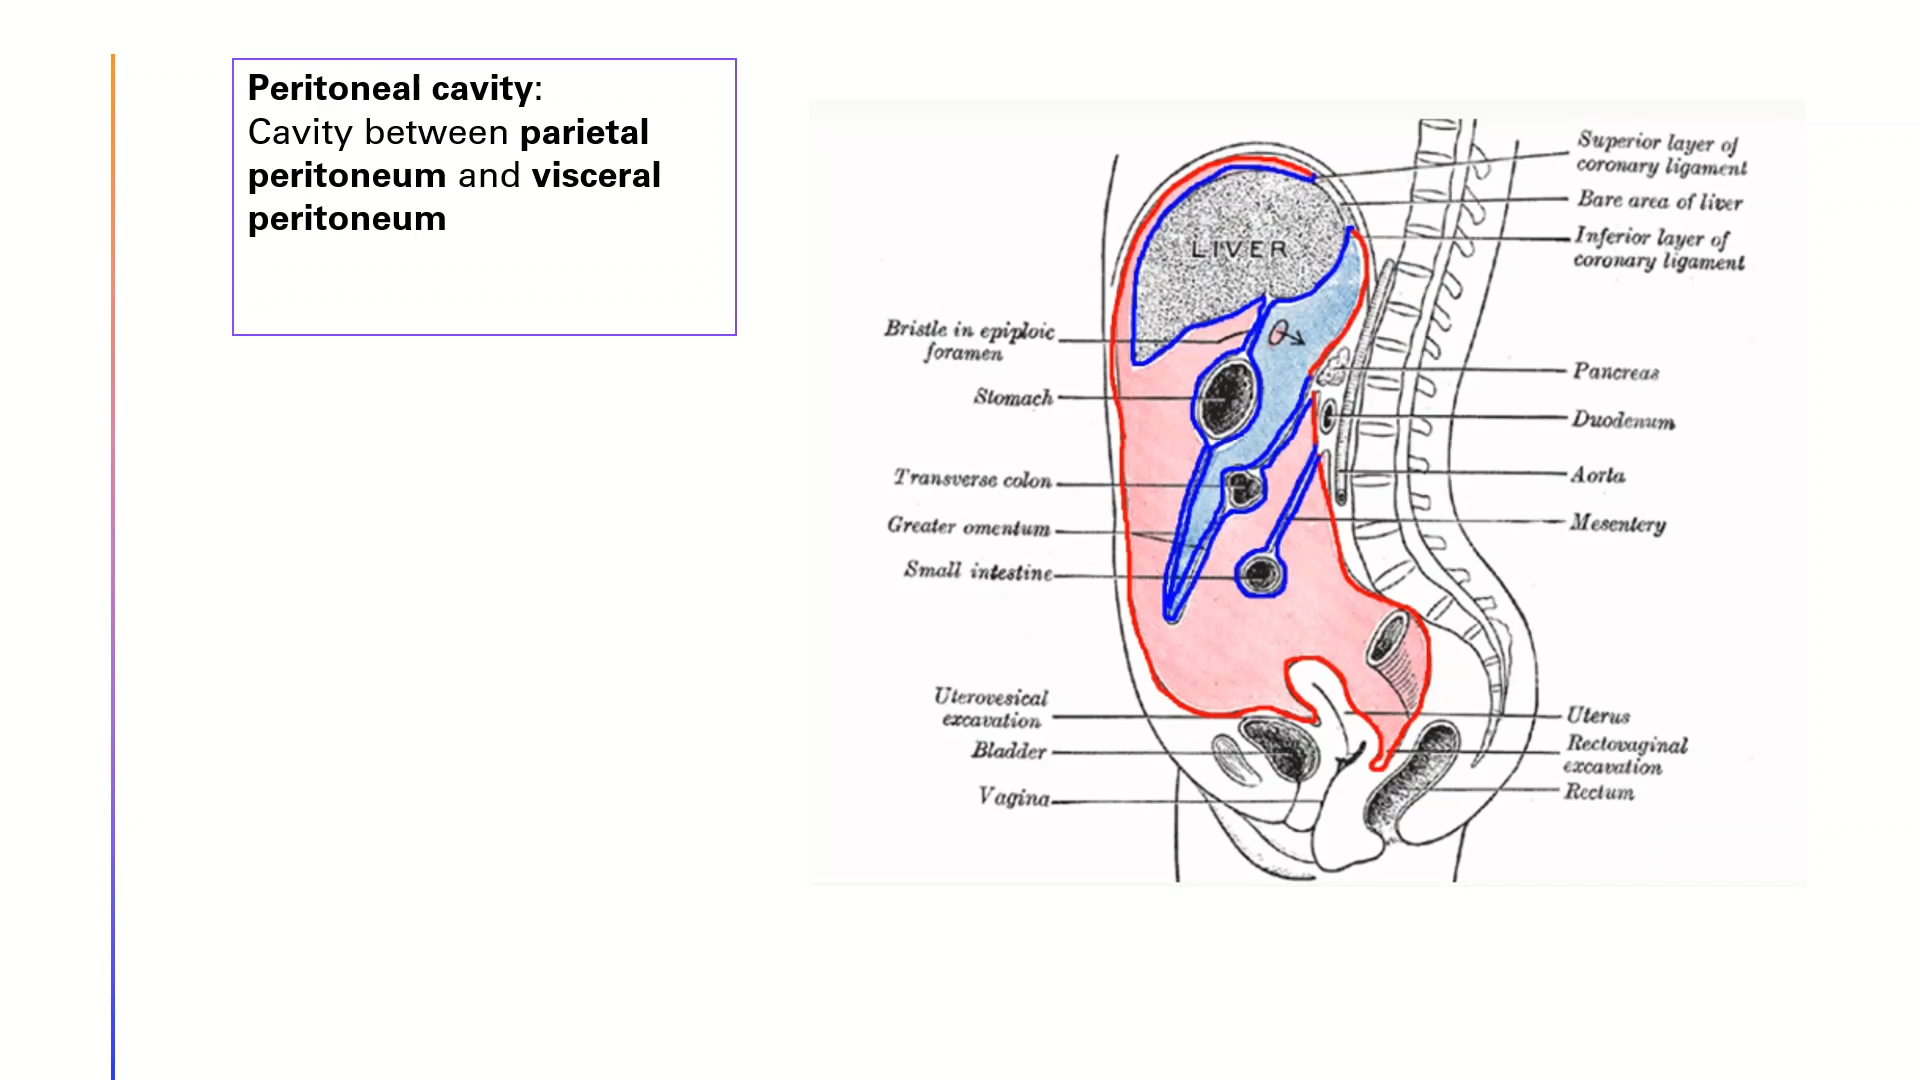 Peritoneal cavity:
Cavity between parietal
peritoneum and visceral
peritoneum
Superior layer of
coronary ligament
Bare area of liver
Inferior layer of
coronary ligament
LIVER
Bristle in epiploic
foramen
Stomach
Pancreas
Duodenum
Transverse colon
Aorta
Greater omentum
Mesentery
Small intestine
Uterovesical
excavation
Bladder
Vagina
Uterus
Rectovaginal
excavation
Rectum